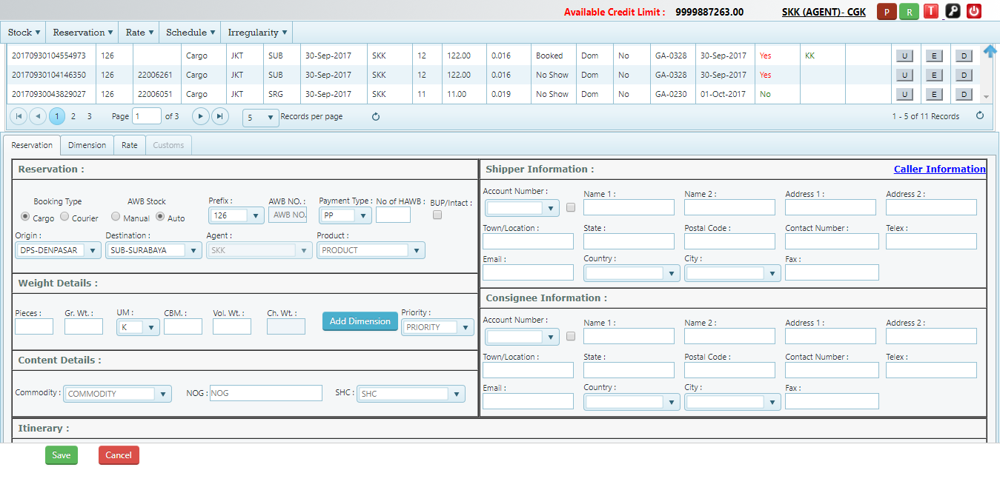 Available Credit Limit : 9999887263.00 SKK (AGENT)- CGK P R T
Stock Reservation Rate Schedule Irregularity
20170930104554973 126 Cargo JKT SUB 30-Sep-2017 SKK 12 122.00 0.016 Booked Dom No GA-0328 30-Sep-2017 Yes KK U E D
20170930104146350 126 22006261 Cargo JKT SUB 30-Sep-2017 SKK 12 122.00 0.016 No Show Dom No GA-0328 30-Sep-2017 Yes U E D
20170930043829027 126 22006051 Cargo JKT SRG 30-Sep-2017 SKK 11 11.00 0.019 No Show Dom No GA-0230 01-Oct-2017 No U E D
1 2 3 Page 1 of 3 5 Records per page 1 - 5 of 11 Records
Reservation Dimension Rate Customs
Reservation :
Booking Type AWB Stock Prefix : AWB NO. : Payment Type : No of HAWB : BUP/Intact :
Cargo Courier Manual Auto 126 AWB NO. PP
Origin : Destination : Agent : Product :
DPS-DENPASAR SUB-SURABAYA SKK PRODUCT
Weight Details :
Pieces : Gr. Wt. : UM : CBM. : Vol. Wt. : Ch. Wt. : Priority :
K Add Dimension PRIORITY
Content Details :
Commodity : COMMODITY NOG : NOG SHC : SHC
Shipper Information : Caller Information
Account Number : Name 1 : Name 2 : Address 1 : Address 2 :
Town/Location : State : Postal Code : Contact Number : Telex :
Email : Country : City : Fax :
Consignee Information :
Account Number : Name 1 : Name 2 : Address 1 : Address 2 :
Town/Location : State : Postal Code : Contact Number : Telex :
Email : Country : City : Fax :
Itinerary :
Save Cancel